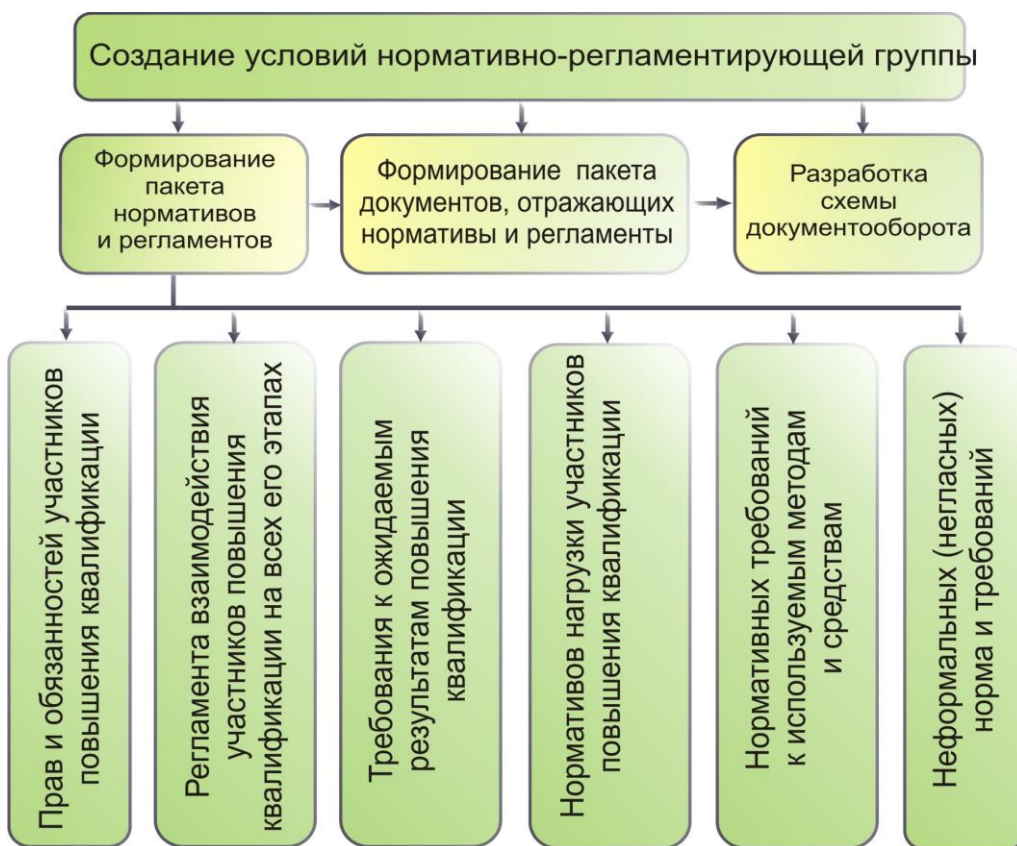 Создание условий нормативно-регламентирующей группы
Формирование
пакета
нормативов
и регламентов
Формирование пакета
документов, отражающих
нормативы и регламенты
Разработка
схемы
документооборота
Прав и обязанностей участников
повышения квалификации
Регламента взаимодействия
участников повышения
квалификации на всех его этапах
Требования к ожидаемым
результатам повышения
квалификации
Нормативов нагрузки участников
повышения квалификации
Нормативных требований
к используемым методам
и средствам
Неформальных (негласных)
норма и требований